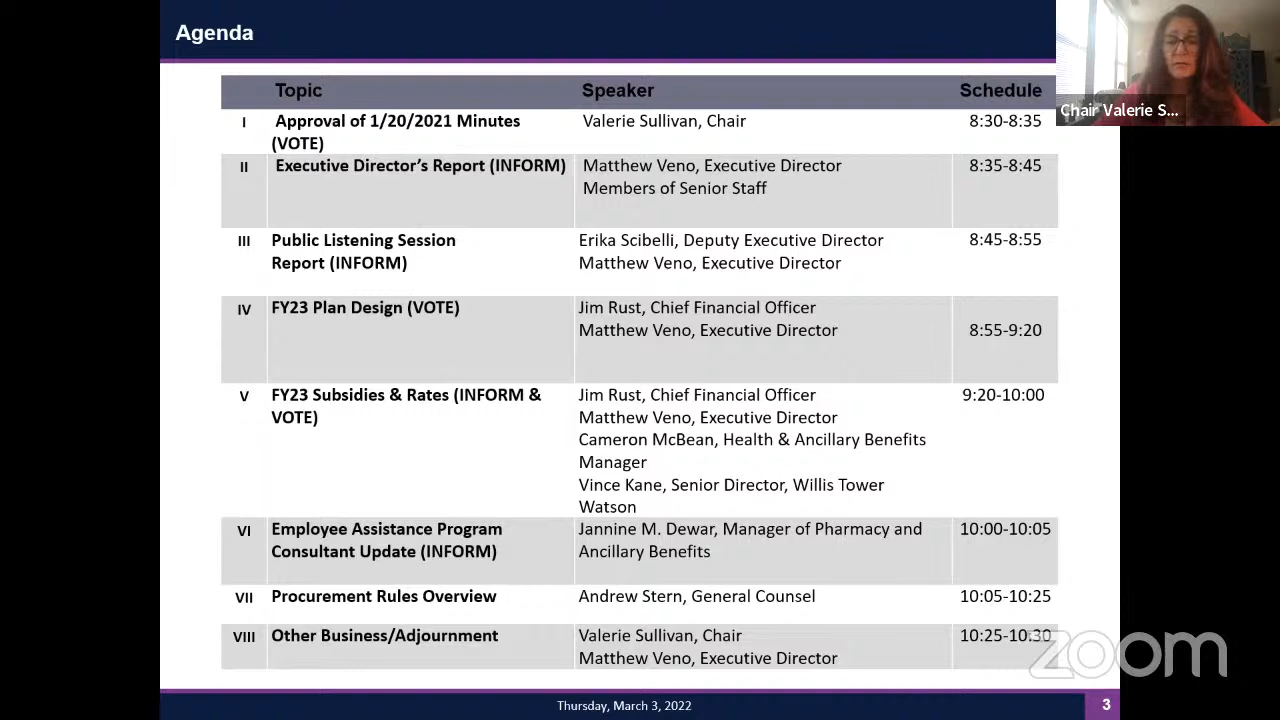 Agenda
Chair Valerie S...
Topic Speaker Schedule
I Approval of 1/20/2021 Minutes Valerie Sullivan, Chair 8:30-8:35
(VOTE)
II Executive Director’s Report (INFORM) Matthew Veno, Executive Director 8:35-8:45
Members of Senior Staff
III Public Listening Session Erika Scibelli, Deputy Executive Director 8:45-8:55
Report (INFORM) Matthew Veno, Executive Director
IV FY23 Plan Design (VOTE) Jim Rust, Chief Financial Officer
Matthew Veno, Executive Director 8:55-9:20
V FY23 Subsidies & Rates (INFORM & Jim Rust, Chief Financial Officer 9:20-10:00
VOTE) Matthew Veno, Executive Director
Cameron McBean, Health & Ancillary Benefits
Manager
Vince Kane, Senior Director, Willis Tower
Watson
VI Employee Assistance Program Jannine M. Dewar, Manager of Pharmacy and 10:00-10:05
Consultant Update (INFORM) Ancillary Benefits
VII Procurement Rules Overview Andrew Stern, General Counsel 10:05-10:25
VIII Other Business/Adjournment Valerie Sullivan, Chair 10:25-10:30
Matthew Veno, Executive Director
zoom
Thursday, March 3, 2022 3